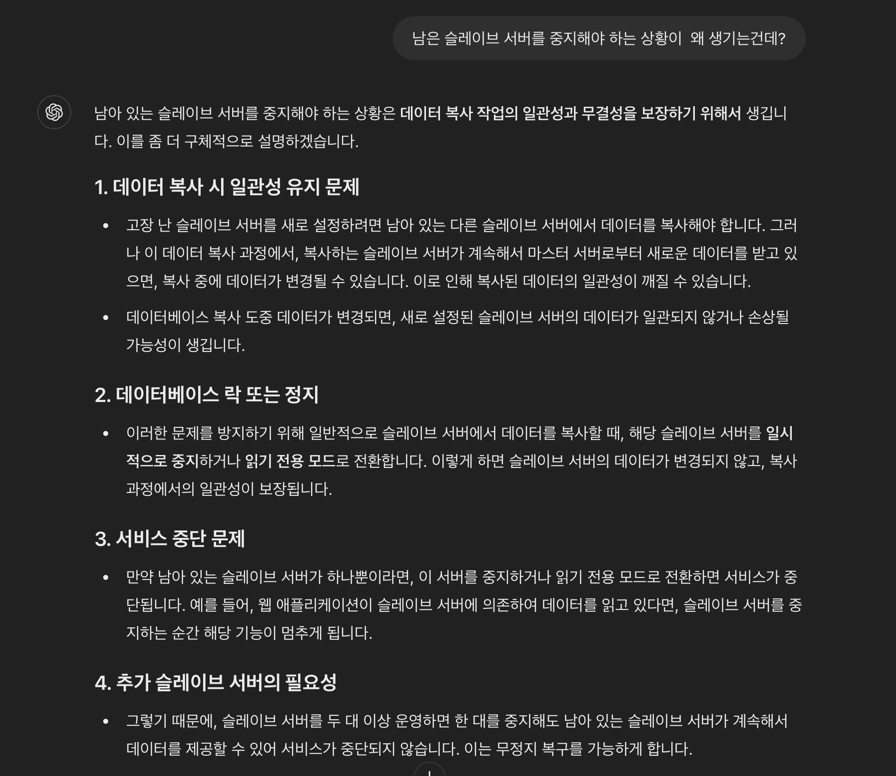 남은 슬레이브 서버를 중지해야 하는 상황이  왜 생기는건데?
남아 있는 슬레이브 서버를 중지해야 하는 상황은 데이터 복사 작업의 일관성과 무결성을 보장하기 위해서 생깁니
다. 이를 좀 더 구체적으로 설명하겠습니다.
1. 데이터 복사 시 일관성 유지 문제
• 고장 난 슬레이브 서버를 새로 설정하려면 남아 있는 다른 슬레이브 서버에서 데이터를 복사해야 합니다. 그러
나 이 데이터 복사 과정에서, 복사하는 슬레이브 서버가 계속해서 마스터 서버로부터 새로운 데이터를 받고 있
으면, 복사 중에 데이터가 변경될 수 있습니다. 이로 인해 복사된 데이터의 일관성이 깨질 수 있습니다.
• 데이터베이스 복사 도중 데이터가 변경되면, 새로 설정된 슬레이브 서버의 데이터가 일관되지 않거나 손상될
가능성이 생깁니다.
2. 데이터베이스 락 또는 정지
• 이러한 문제를 방지하기 위해 일반적으로 슬레이브 서버에서 데이터를 복사할 때, 해당 슬레이브 서버를 일시
적으로 중지하거나 읽기 전용 모드로 전환합니다. 이렇게 하면 슬레이브 서버의 데이터가 변경되지 않고, 복사
과정에서의 일관성이 보장됩니다.
3. 서비스 중단 문제
• 만약 남아 있는 슬레이브 서버가 하나뿐이라면, 이 서버를 중지하거나 읽기 전용 모드로 전환하면 서비스가 중
단됩니다. 예를 들어, 웹 애플리케이션이 슬레이브 서버에 의존하여 데이터를 읽고 있다면, 슬레이브 서버를 중
지하는 순간 해당 기능이 멈추게 됩니다.
4. 추가 슬레이브 서버의 필요성
• 그렇기 때문에, 슬레이브 서버를 두 대 이상 운영하면 한 대를 중지해도 남아 있는 슬레이브 서버가 계속해서
데이터를 제공할 수 있어 서비스가 중단되지 않습니다. 이는 무정지 복구를 가능하게 합니다.